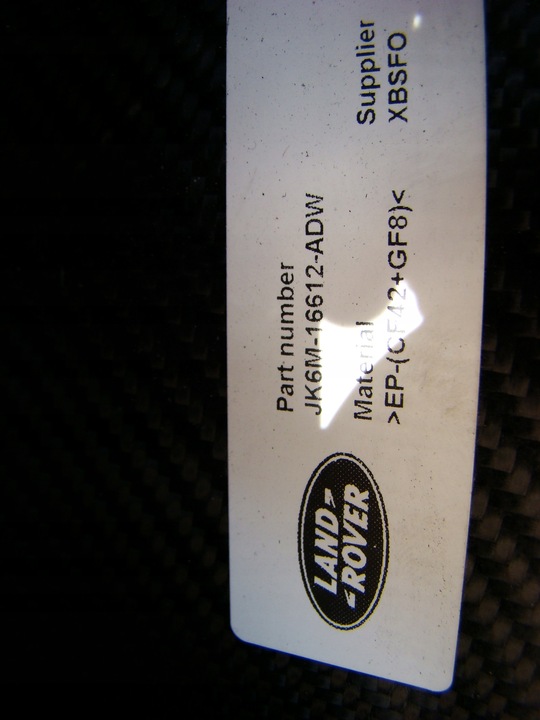 LAND
ROVER
Part number
JK6M-16612-ADW
Material
>EP-(CF42+GF8)<
Supplier
XBSFO